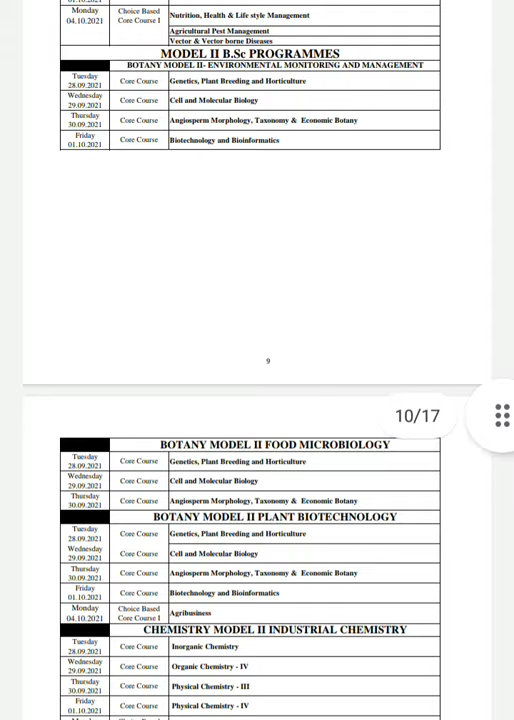 01.10.2021 Core Course I
Monday 04.10.2021 Choice Based Core Course I Nutrition, Health & Life style Management
Agricultural Pest Management
Vector & Vector borne Diseases
MODEL II B.Sc PROGRAMMES
BOTANY MODEL II- ENVIRONMENTAL MONITORING AND MANAGEMENT
Tuesday 28.09.2021 Core Course Genetics, Plant Breeding and Horticulture
Wednesday 29.09.2021 Core Course Cell and Molecular Biology
Thursday 30.09.2021 Core Course Angiosperm Morphology, Taxonomy & Economic Botany
Friday 01.10.2021 Core Course Biotechnology and Bioinformatics
9
10/17
BOTANY MODEL II FOOD MICROBIOLOGY
Tuesday 28.09.2021 Core Course Genetics, Plant Breeding and Horticulture
Wednesday 29.09.2021 Core Course Cell and Molecular Biology
Thursday 30.09.2021 Core Course Angiosperm Morphology, Taxonomy & Economic Botany
BOTANY MODEL II PLANT BIOTECHNOLOGY
Tuesday 28.09.2021 Core Course Genetics, Plant Breeding and Horticulture
Wednesday 29.09.2021 Core Course Cell and Molecular Biology
Thursday 30.09.2021 Core Course Angiosperm Morphology, Taxonomy & Economic Botany
Friday 01.10.2021 Core Course Biotechnology and Bioinformatics
Monday 04.10.2021 Choice Based Core Course I Agribusiness
CHEMISTRY MODEL II INDUSTRIAL CHEMISTRY
Tuesday 28.09.2021 Core Course Inorganic Chemistry
Wednesday 29.09.2021 Core Course Organic Chemistry - IV
Thursday 30.09.2021 Core Course Physical Chemistry - III
Friday 01.10.2021 Core Course Physical Chemistry - IV